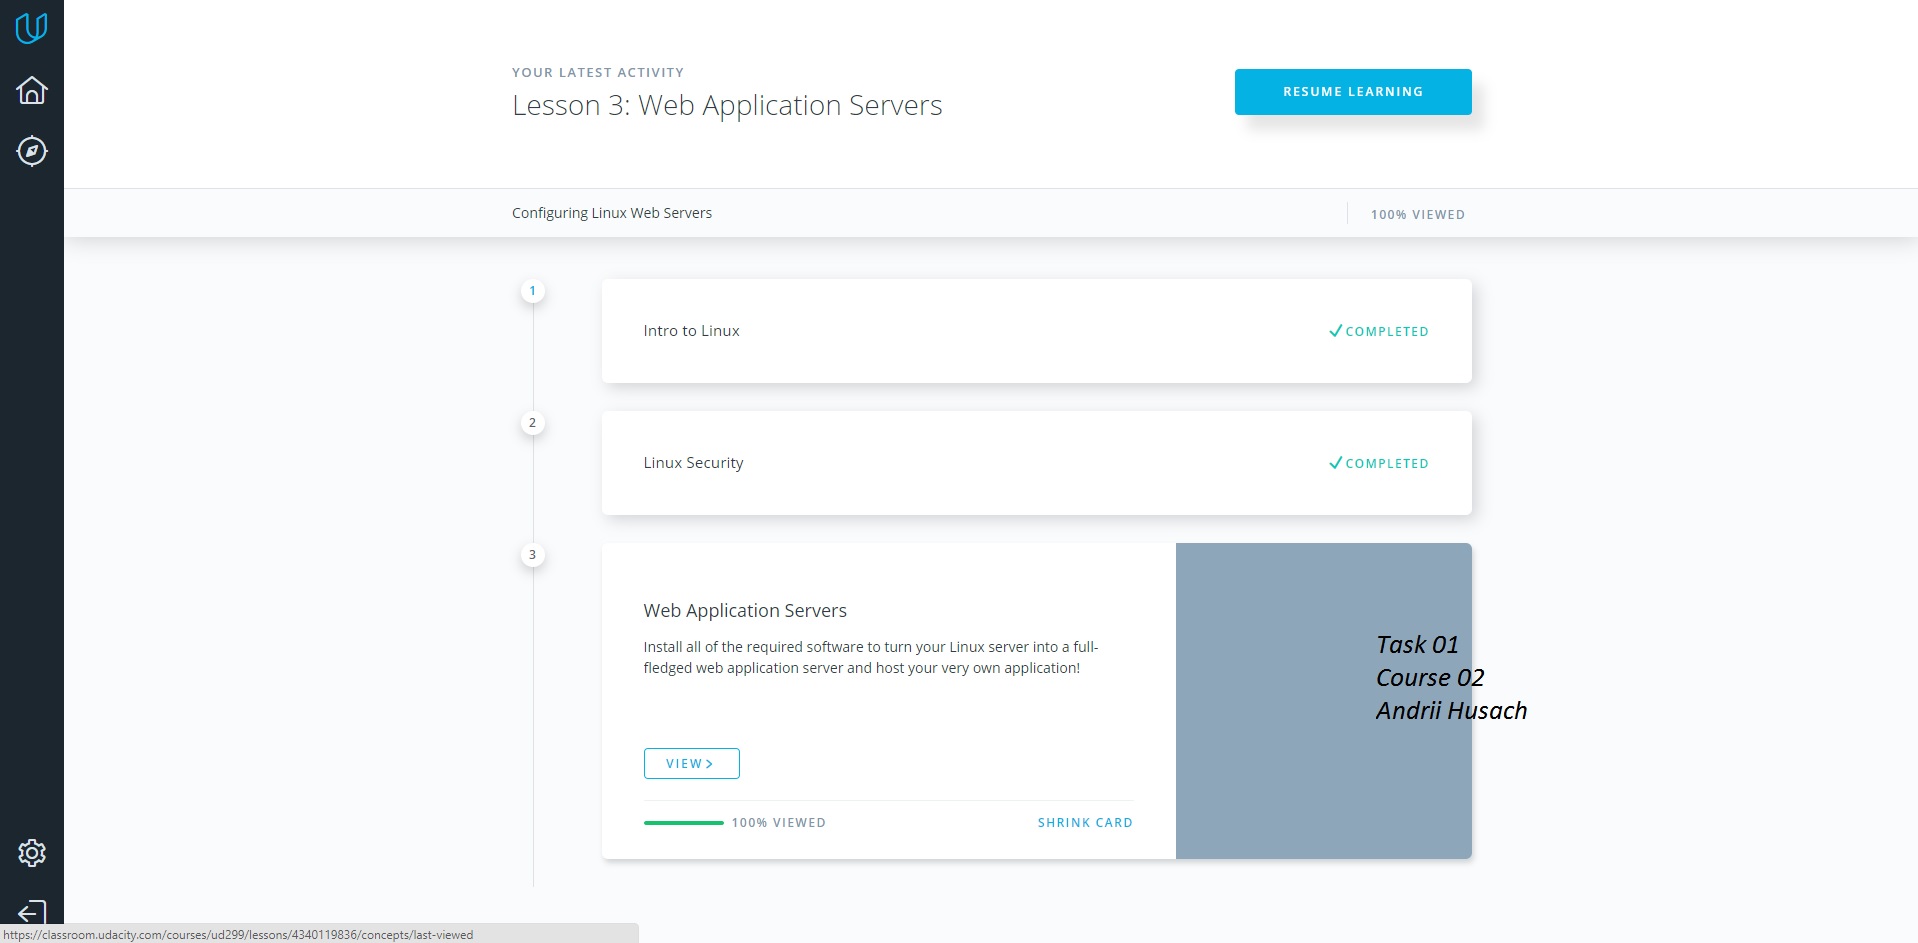 YOUR LATEST ACTIVITY
Lesson 3: Web Application Servers
RESUME LEARNING
Configuring Linux Web Servers
100% VIEWED
1
Intro to Linux
COMPLETED
2
Linux Security
COMPLETED
3
Web Application Servers
Install all of the required software to turn your Linux server into a full-
fledged web application server and host your very own application!
Task 01
Course 02
Andrii Husach
VIEW >
100% VIEWED
SHRINK CARD
https://classroom.udacity.com/courses/ud299/lessons/4340119836/concepts/last-viewed